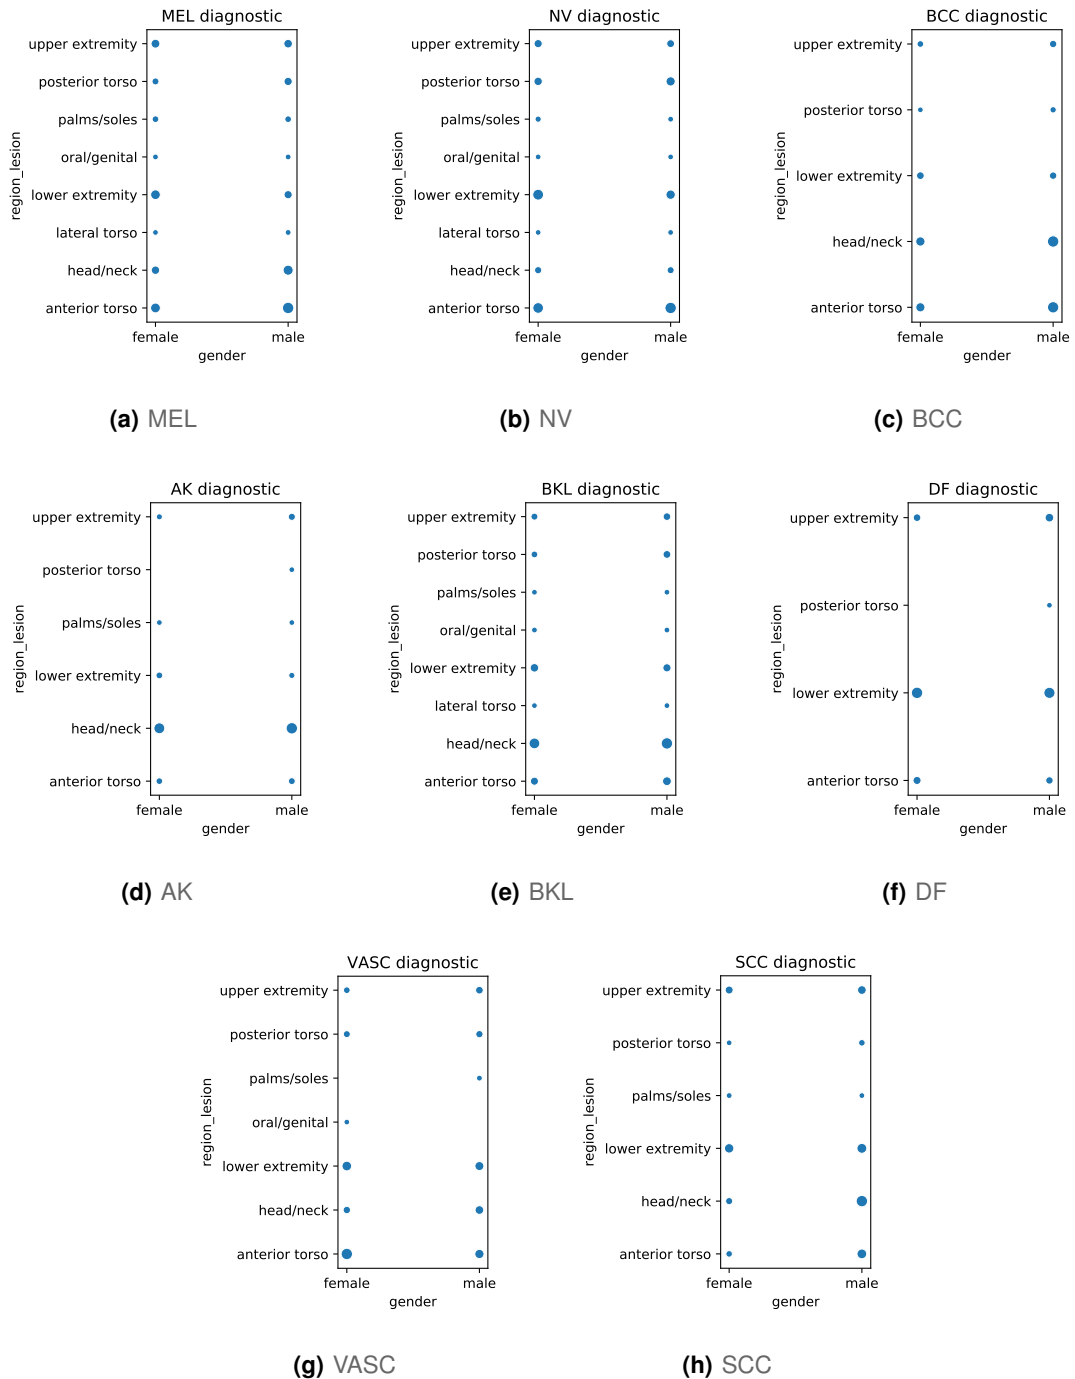 MEL diagnostic
upper extremity
posterior torso
palms/soles
oral/genital
lower extremity
lateral torso
head/neck
anterior torso
region_lesion
female male
gender
(a) MEL
NV diagnostic
upper extremity
posterior torso
palms/soles
oral/genital
lower extremity
lateral torso
head/neck
anterior torso
region_lesion
female male
gender
(b) NV
BCC diagnostic
upper extremity
posterior torso
lower extremity
head/neck
anterior torso
region_lesion
female male
gender
(c) BCC
AK diagnostic
upper extremity
posterior torso
palms/soles
lower extremity
head/neck
anterior torso
region_lesion
female male
gender
(d) AK
BKL diagnostic
upper extremity
posterior torso
palms/soles
oral/genital
lower extremity
lateral torso
head/neck
anterior torso
region_lesion
female male
gender
(e) BKL
DF diagnostic
upper extremity
posterior torso
lower extremity
anterior torso
region_lesion
female male
gender
(f) DF
VASC diagnostic
upper extremity
posterior torso
palms/soles
oral/genital
lower extremity
head/neck
anterior torso
region_lesion
female male
gender
(g) VASC
SCC diagnostic
upper extremity
posterior torso
palms/soles
lower extremity
head/neck
anterior torso
region_lesion
female male
gender
(h) SCC